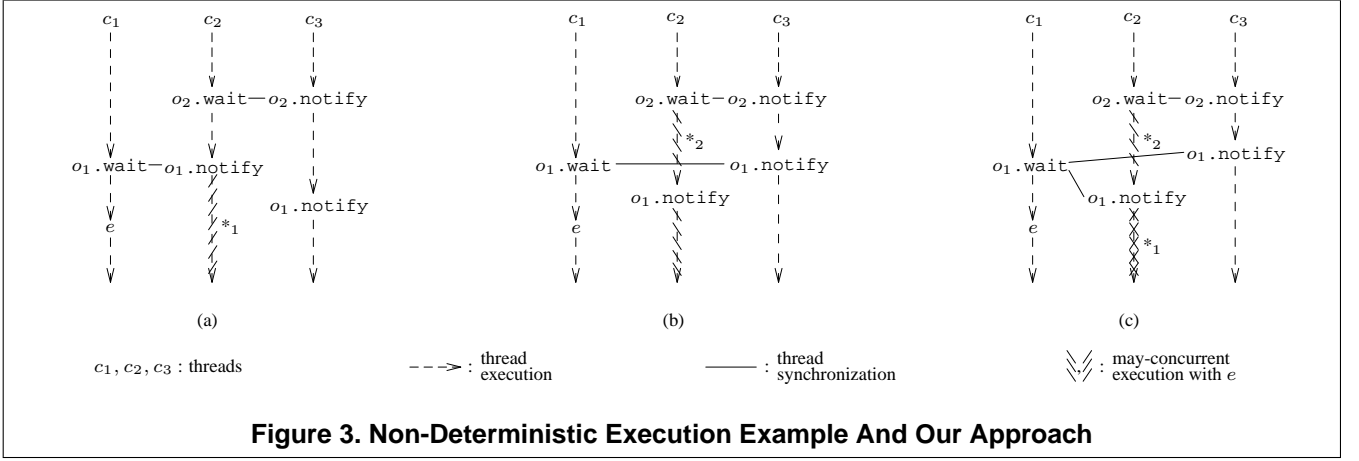 c1 c2 c3
o2.wait o2.notify
o1.wait o1.notify
o1.notify
e
*1
(a)
c1 c2 c3
o2.wait o2.notify
*2
o1.wait o1.notify
o1.notify
e
(b)
c1 c2 c3
o2.wait o2.notify
*2
o1.notify
o1.wait
o1.notify
e
*1
(c)
c1, c2, c3 : threads
: thread
execution
: thread
synchronization
, : may-concurrent
execution with e
Figure 3. Non-Deterministic Execution Example And Our Approach